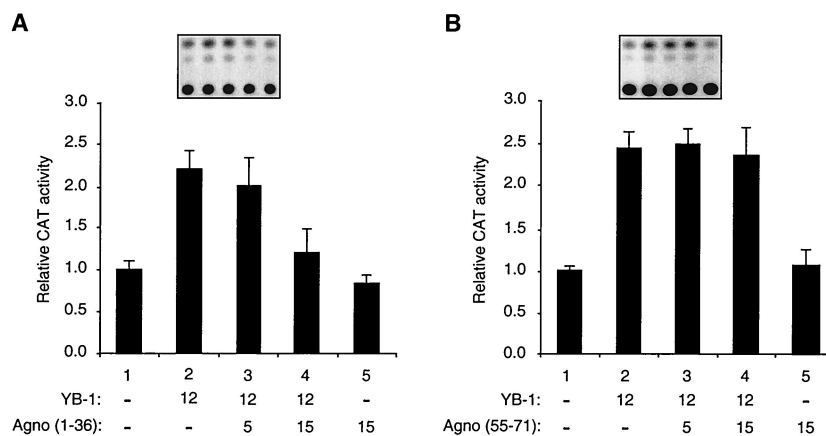 A
3.0
2.5
2.0
1.5
1.0
0.5
0.0
Relative CAT activity
1 2 3 4 5
YB-1: - 12 12 12 -
Agno (1-36): - - 5 15 15
B
3.0
2.5
2.0
1.5
1.0
0.5
0.0
Relative CAT activity
1 2 3 4 5
YB-1: - 12 12 12 -
Agno (55-71): - - 5 15 15